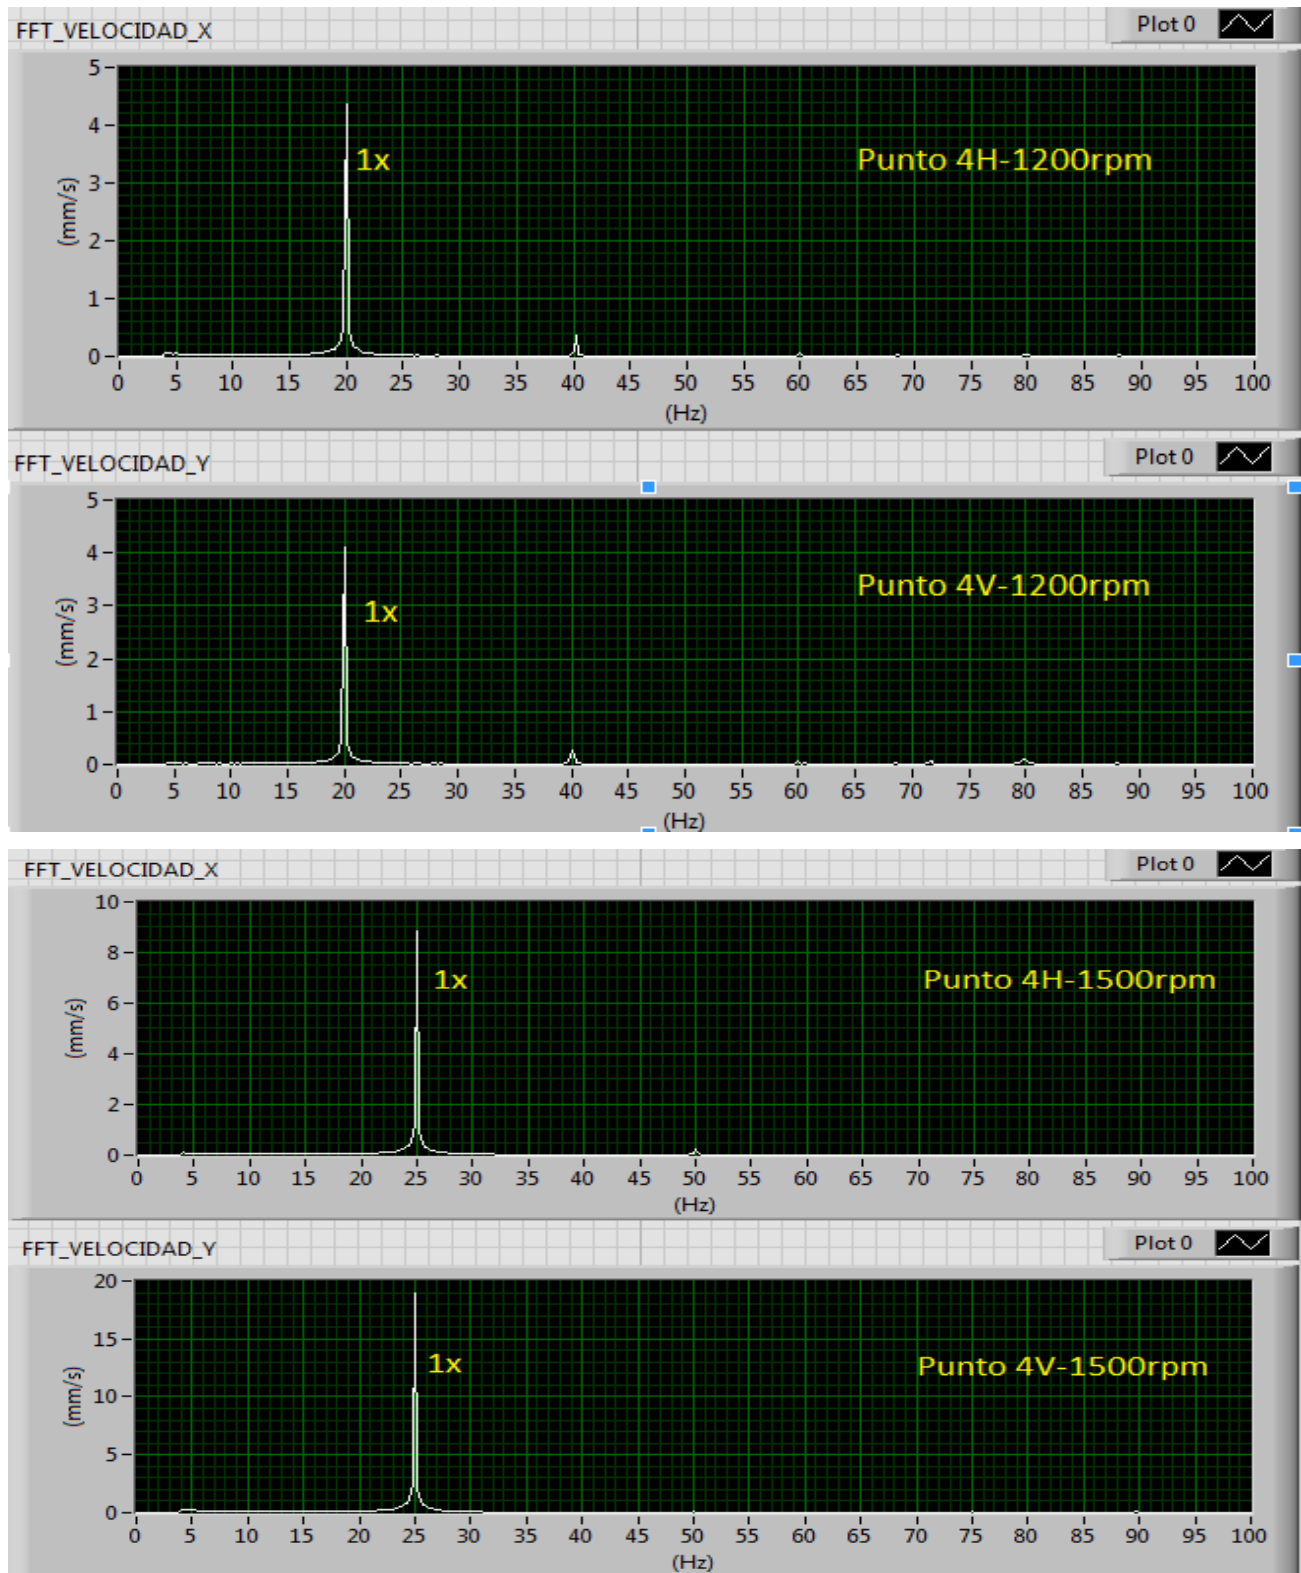 FFT_VELOCIDAD_X Plot 0
5
4
3
2
1
0
(mm/s)
1x
Punto 4H-1200rpm
0 5 10 15 20 25 30 35 40 45 50 55 60 65 70 75 80 85 90 95 100
(Hz)
FFT_VELOCIDAD_Y Plot 0
5
4
3
2
1
0
(mm/s)
1x
Punto 4V-1200rpm
0 5 10 15 20 25 30 35 40 45 50 55 60 65 70 75 80 85 90 95 100
(Hz)
FFT_VELOCIDAD_X Plot 0
10
8
6
4
2
0
(mm/s)
1x
Punto 4H-1500rpm
0 5 10 15 20 25 30 35 40 45 50 55 60 65 70 75 80 85 90 95 100
(Hz)
FFT_VELOCIDAD_Y Plot 0
20
15
10
5
0
(mm/s)
1x
Punto 4V-1500rpm
0 5 10 15 20 25 30 35 40 45 50 55 60 65 70 75 80 85 90 95 100
(Hz)